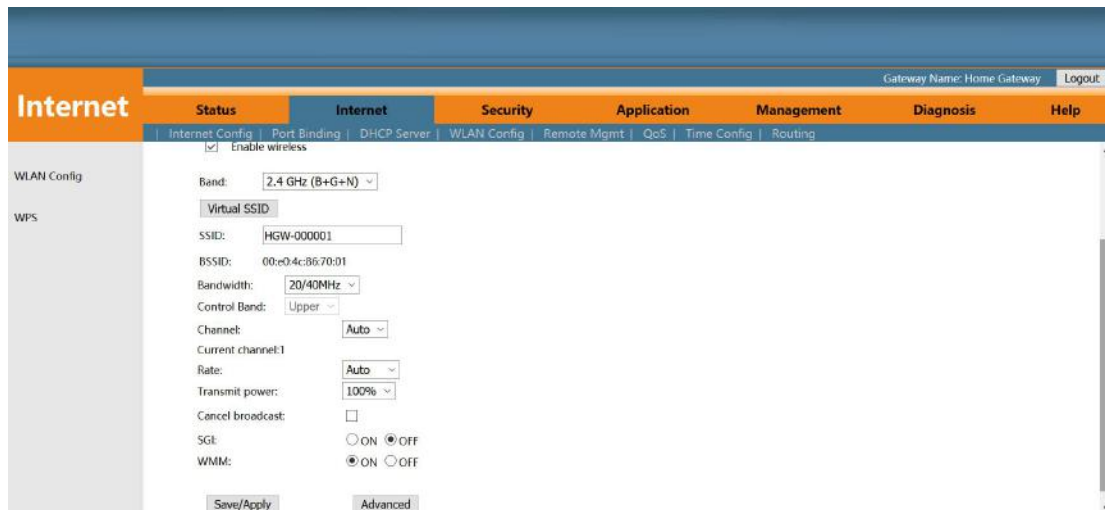 Gateway Name: Home Gateway Logout
Internet
Status Internet Security Application Management Diagnosis Help
| Internet Config | Port Binding | DHCP Server | WLAN Config | Remote Mgmt | QoS | Time Config | Routing
Enable wireless
WLAN Config
WPS
Band: 2.4 GHz (B+G+N)
Virtual SSID
SSID: HGW-000001
BSSID: 00:e0:4c:86:70:01
Bandwidth: 20/40MHz
Control Band: Upper
Channel: Auto
Current channel:1
Rate: Auto
Transmit power: 100%
Cancel broadcast:
SGI: ON OFF
WMM: ON OFF
Save/Apply Advanced